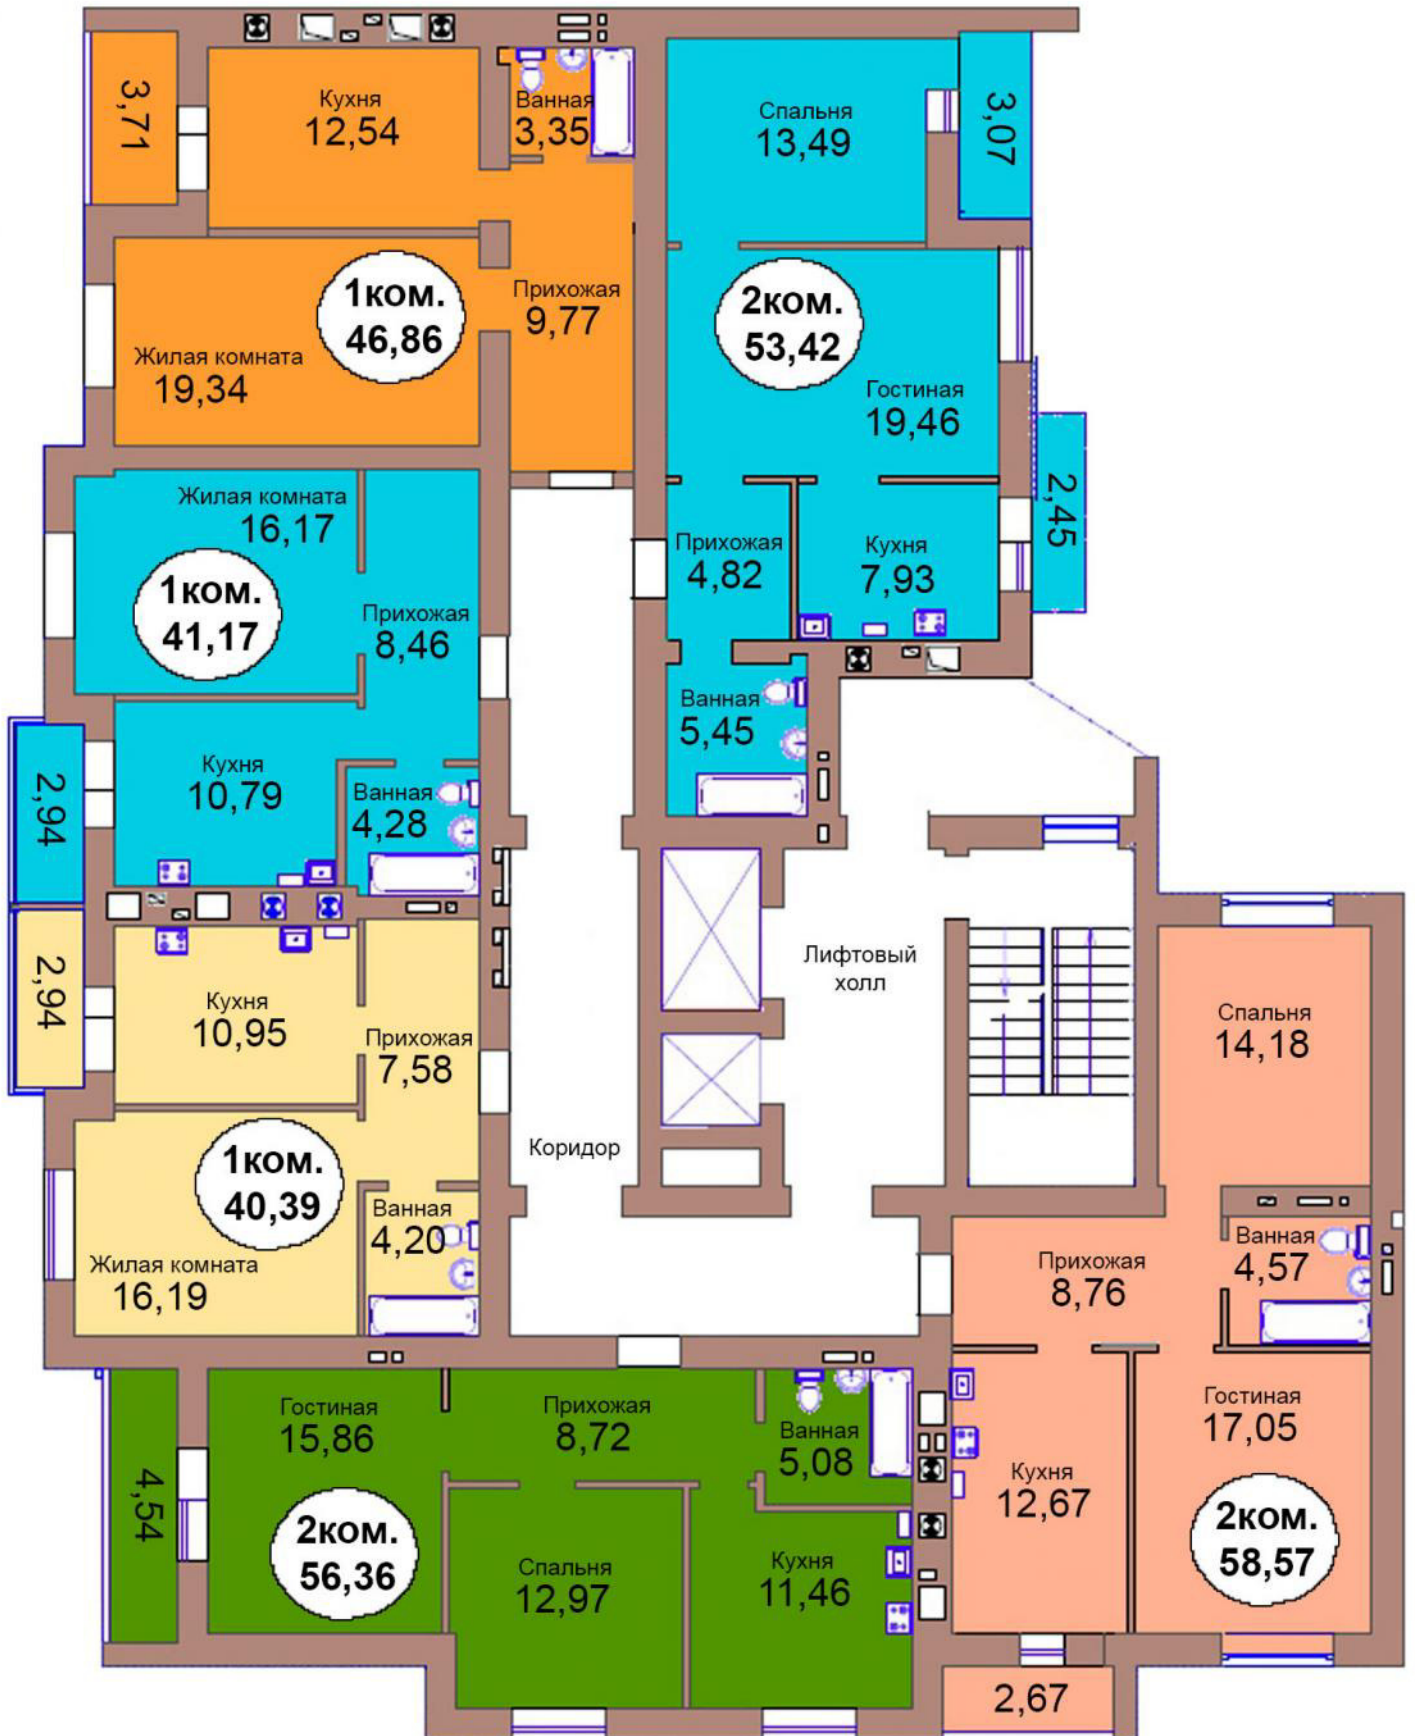 3,71
Кухня
12,54
Ванная
3,35
Спальня
13,49
3,07
1ком.
46,86
Прихожая
9,77
Жилая комната
19,34
2ком.
53,42
Гостиная
19,46
2,45
Жилая комната
16,17
1ком.
41,17
Прихожая
8,46
Прихожая
4,82
Кухня
7,93
Ванная
5,45
2,94
Кухня
10,79
Ванная
4,28
2,94
Кухня
10,95
Прихожая
7,58
Лифтовый
холл
Спальня
14,18
Коридор
1ком.
40,39
Ванная
4,20
Жилая комната
16,19
Прихожая
8,76
Ванная
4,57
4,54
Гостиная
15,86
Прихожая
8,72
Ванная
5,08
Гостиная
17,05
Кухня
12,67
2ком.
56,36
Спальня
12,97
Кухня
11,46
2ком.
58,57
2,67